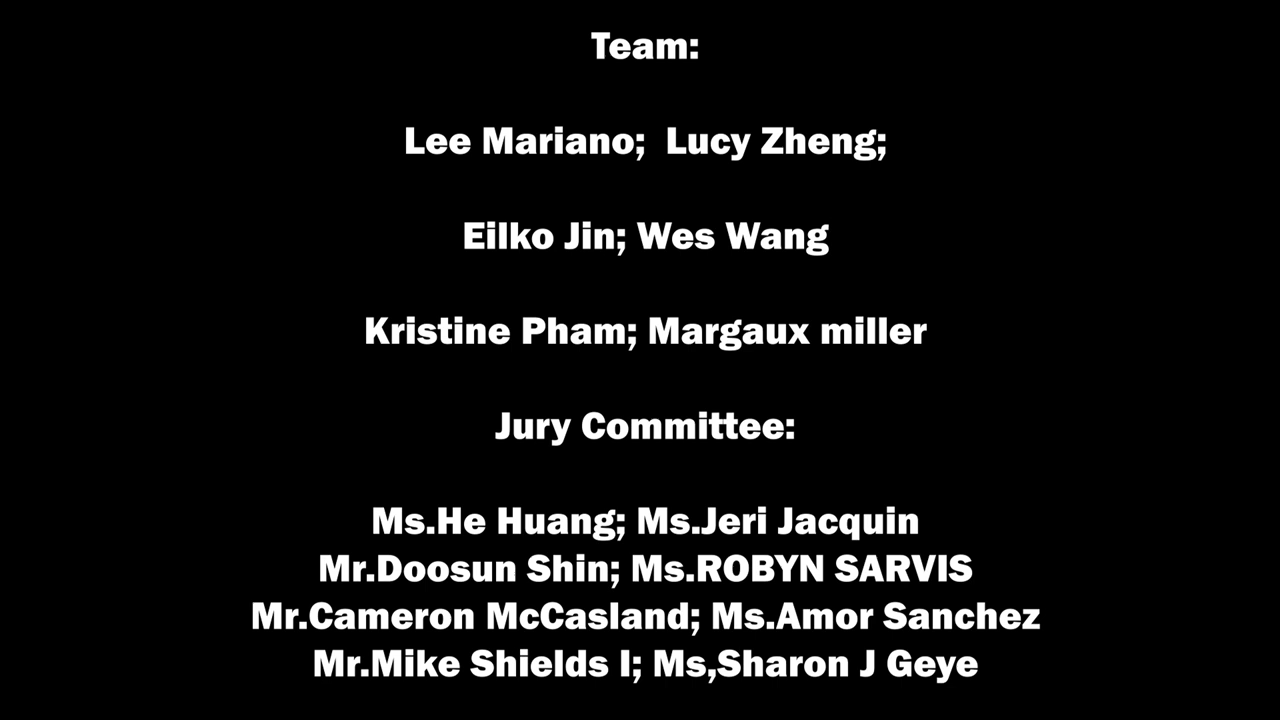 Team:
Lee Mariano;  Lucy Zheng;
Eilko Jin; Wes Wang
Kristine Pham; Margaux miller
Jury Committee:
Ms.He Huang; Ms.Jeri Jacquin
Mr.Doosun Shin; Ms.ROBYN SARVIS
Mr.Cameron McCasland; Ms.Amor Sanchez
Mr.Mike Shields I; Ms,Sharon J Geye